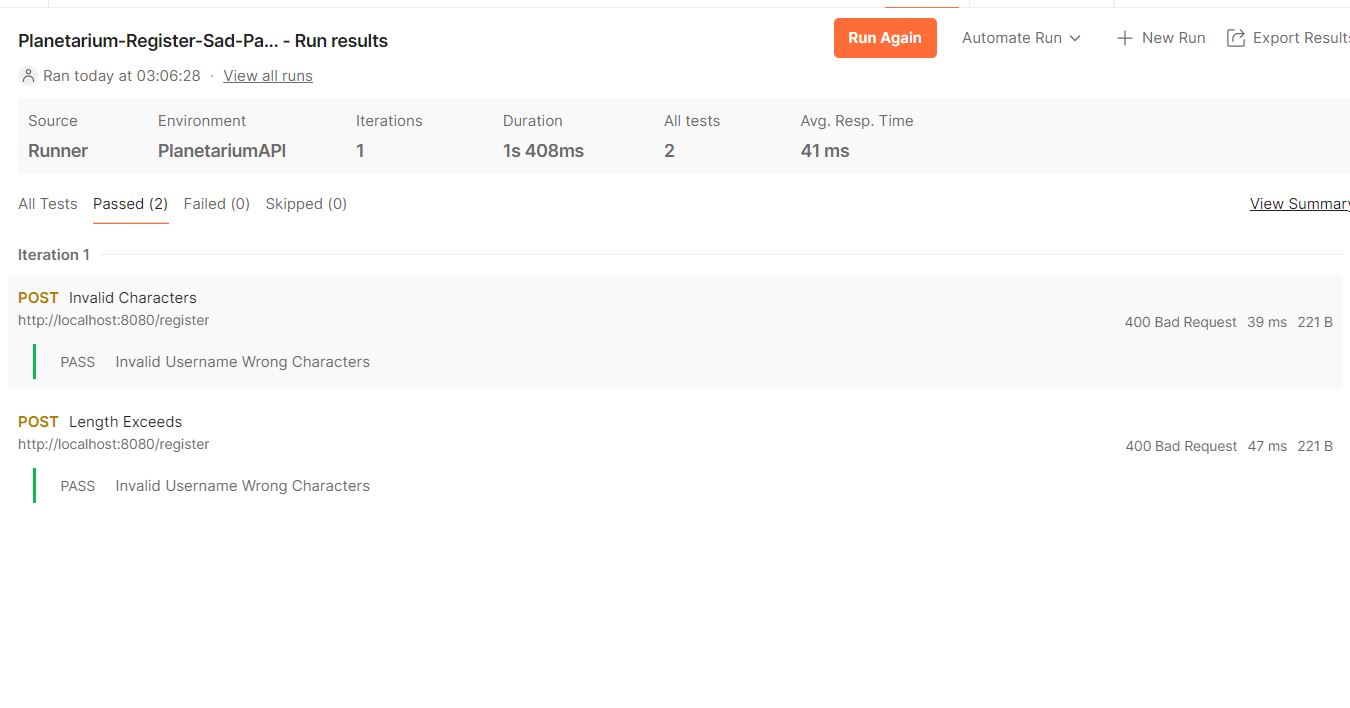 Planetarium-Register-Sad-Pa... - Run results
Run Again
Automate Run
New Run
Export Results
Ran today at 03:06:28 · View all runs
Source Environment Iterations Duration All tests Avg. Resp. Time
Runner PlanetariumAPI 1 1s 408ms 2 41 ms
All Tests Passed (2) Failed (0) Skipped (0) View Summary
Iteration 1
POST Invalid Characters
http://localhost:8080/register
400 Bad Request 39 ms 221 B
PASS Invalid Username Wrong Characters
POST Length Exceeds
http://localhost:8080/register
400 Bad Request 47 ms 221 B
PASS Invalid Username Wrong Characters